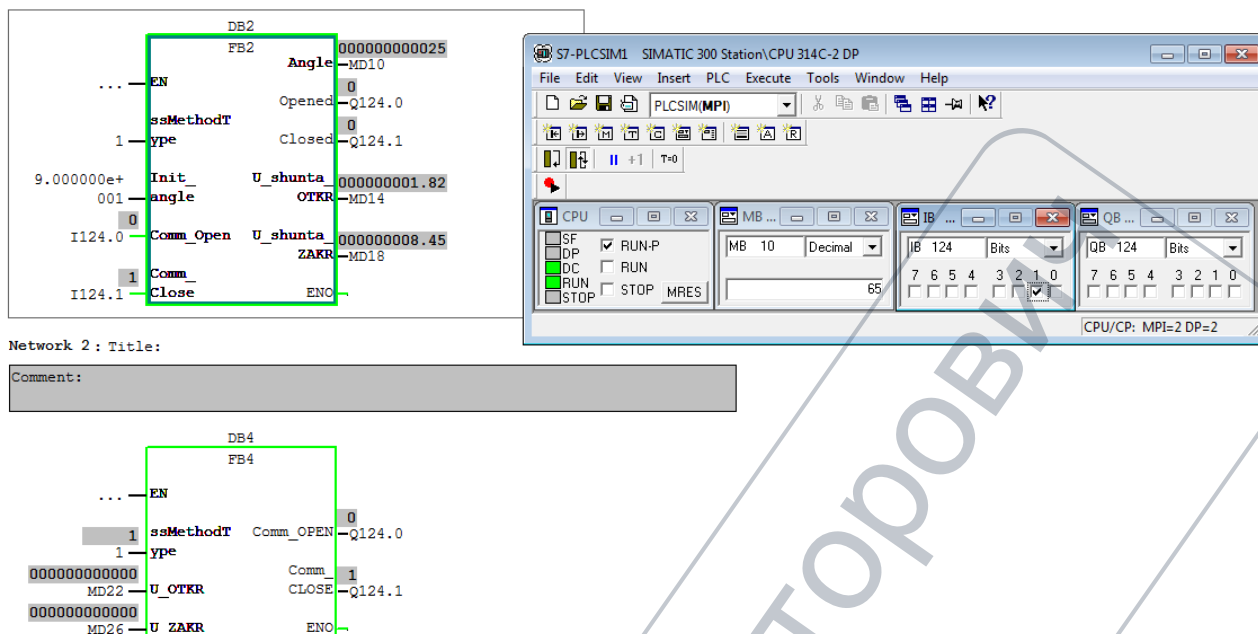 DB2
FB2
000000000025
Angle MD10
... EN
0
Opened Q124.0
ssMethodT
0
1 ype Closed Q124.1
9.000000e+ Init_ U_shunta_ 000000001.82
001 angle OTKR MD14
0
I124.0 Comm_Open U_shunta_ 000000008.45
ZAKR MD18
1 Comm_
I124.1 Close ENO
S7-PLCSIM1 SIMATIC 300 Station\CPU 314C-2 DP
File Edit View Insert PLC Execute Tools Window Help
PLCSIM(MPI)
+1 T=0
CPU
SF
DP
DC
RUN
STOP
RUN-P
RUN
STOP MRES
MB ...
MB 10 Decimal
65
IB ...
IB 124 Bits
7 6 5 4 3 2 1 0
QB ...
QB 124 Bits
7 6 5 4 3 2 1 0
CPU/CP: MPI=2 DP=2
Network 2 : Title:
Comment:
DB4
FB4
... EN
0
1 ssMethodT Comm_OPEN Q124.0
1 ype
000000000000 Comm_ 1
MD22 U_OTKR CLOSE Q124.1
000000000000
MD26 U_ZAKR ENO
торович